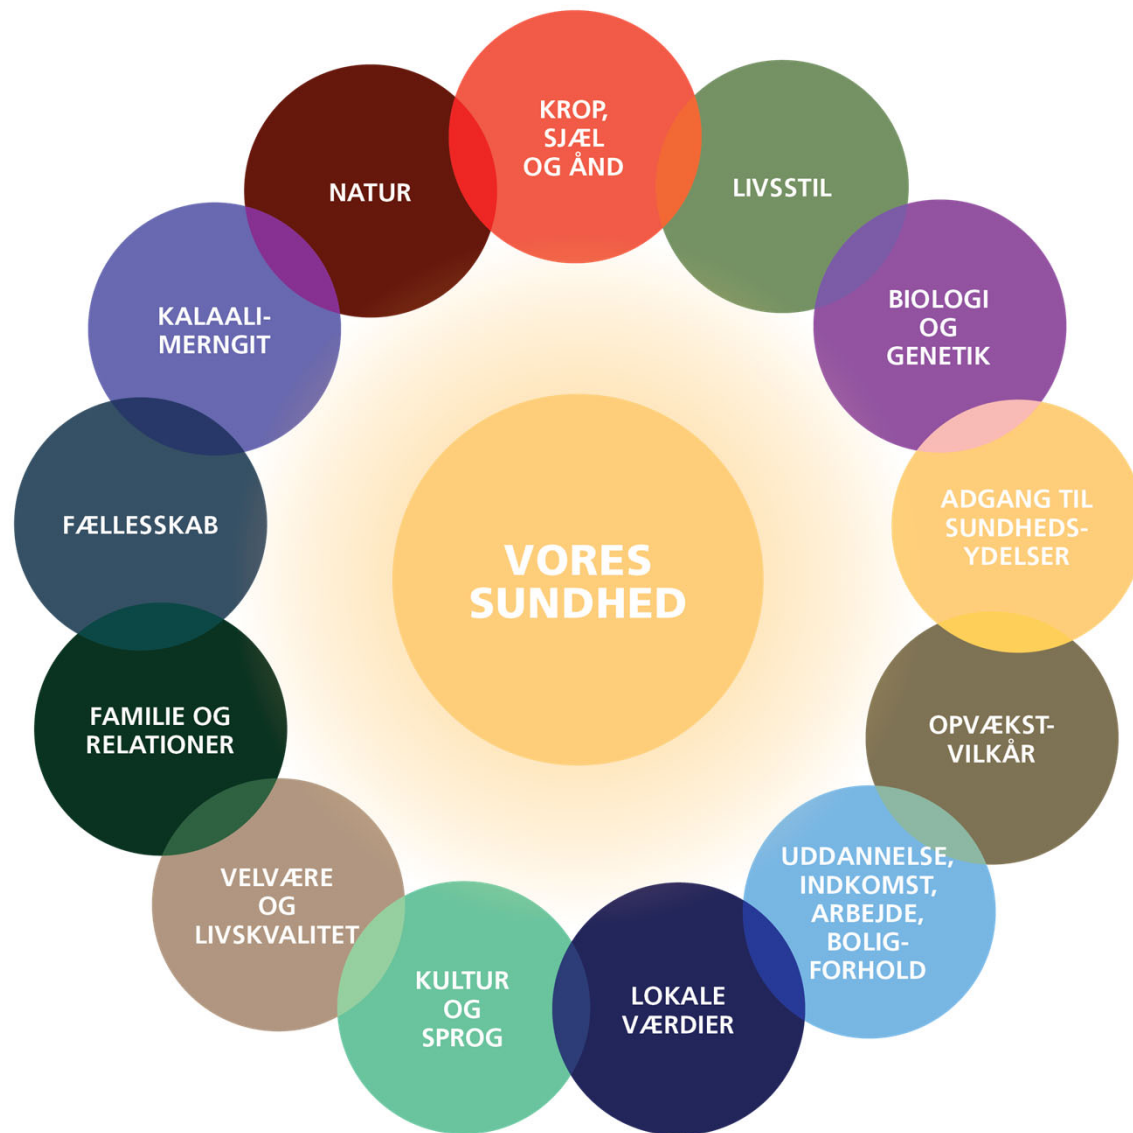 KROP,
SJÆL
OG ÅND
LIVSSTIL
BIOLOGI
OG
GENETIK
ADGANG TIL
SUNDHEDS-
YDELSER
OPVÆKST-
VILKÅR
UDDANNELSE,
INDKOMST,
ARBEJDE,
BOLIG-
FORHOLD
LOKALE
VÆRDIER
KULTUR
OG
SPROG
VELVÆRE
OG
LIVSKVALITET
FAMILIE OG
RELATIONER
FÆLLESSKAB
KALAALI-
MERNGIT
NATUR
VORES
SUNDHED